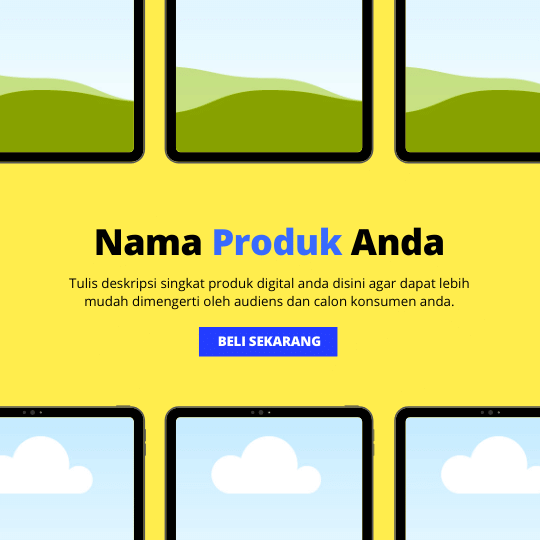 Nama Produk Anda
Tulis deskripsi singkat produk digital anda disini agar dapat lebih
mudah dimengerti oleh audiens dan calon konsumen anda.
BELI SEKARANG